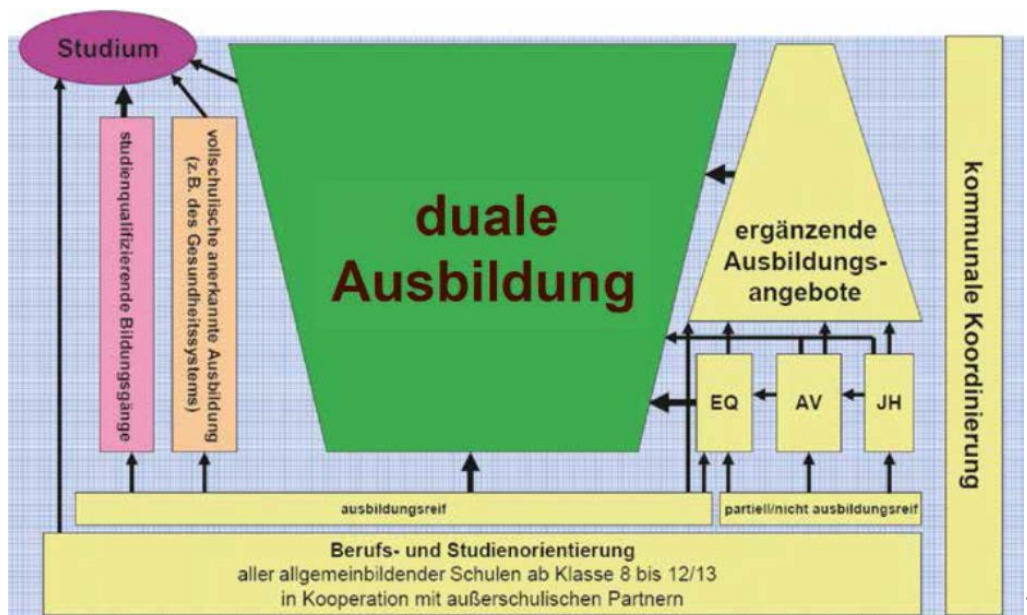 Studium
studienqualifizierende Bildungsgänge
vollschulische anerkannte Ausbildung
(z.B. des Gesundheitssystems)
duale
Ausbildung
ergänzende
Ausbildungs-
angebote
EQ
AV
JH
kommunale Koordinierung
ausbildungsreif
partiell/nicht ausbildungsreif
Berufs- und Studienorientierung
aller allgemeinbildender Schulen ab Klasse 8 bis 12/13
in Kooperation mit außerschulischen Partnern